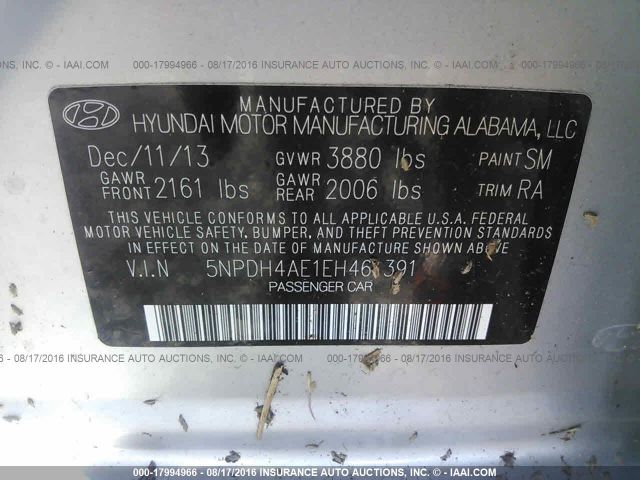 000-17994966 - 08/17/2016 INSURANCE AUTO AUCTIONS, INC. © - IAAI.COM
MANUFACTURED BY
HYUNDAI MOTOR MANUFACTURING ALABAMA, LLC
Dec/11/13 GVWR 3880 lbs PAINT SM
GAWR FRONT 2161 lbs GAWR REAR 2006 lbs TRIM RA
THIS VEHICLE CONFORMS TO ALL APPLICABLE U.S.A. FEDERAL
MOTOR VEHICLE SAFETY, BUMPER, AND THEFT PREVENTION STANDARDS
IN EFFECT ON THE DATE OF MANUFACTURE SHOWN ABOVE.
V.I.N
PASSENGER CAR
000-17994966 - 08/17/2016 INSURANCE AUTO AUCTIONS, INC. © - IAAI.COM
000-17994966 - 08/17/2016 INSURANCE AUTO AUCTIONS, INC. © - IAAI.COM